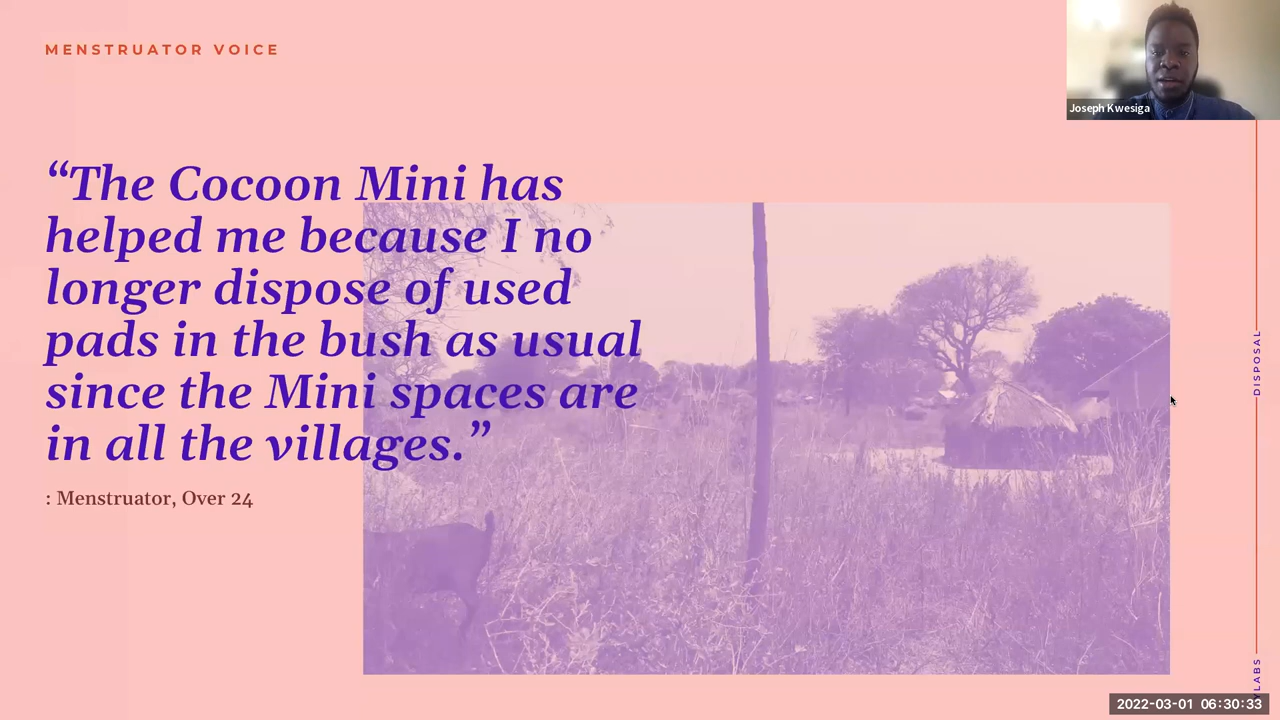 MENSTRUATOR VOICE
Joseph Kwesiga
“The Cocoon Mini has
helped me because I no
longer dispose of used
pads in the bush as usual
since the Mini spaces are
in all the villages.”
: Menstruator, Over 24
DISPOSAL
YLABS
2022-03-01 06:30:33